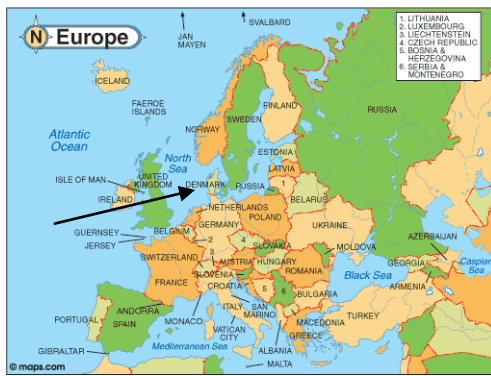 N Europe
JAN
MAYEN
SVALBARD
1. LITHUANIA
2. LUXEMBOURG
3. LIECHTENSTEIN
4. CZECH REPUBLIC
5. BOSNIA &
HERZEGOVINA
6. SERBIA &
MONTENEGRO
ICELAND
FAEROE
ISLANDS
Atlantic
Ocean
NORWAY
SWEDEN
FINLAND
RUSSIA
North
Sea
ESTONIA
LATVIA
1
ISLE OF MAN
UNITED
KINGDOM
DENMARK
RUSSIA
BELARUS
IRELAND
NETHERLANDS
POLAND
GERMANY
GUERNSEY
JERSEY
BELGIUM
2
4
UKRAINE
SLOVAKIA
MOLDOVA
AZERBAIJAN
SWITZERLAND
3
AUSTRIA
HUNGARY
GEORGIA
Caspian
Sea
SLOVENIA
ROMANIA
FRANCE
CROATIA
5
6
Black Sea
ARMENIA
ANDORRA
ITALY
SAN
MARINO
BULGARIA
PORTUGAL
SPAIN
MONACO
VATICAN
CITY
MACEDONIA
TURKEY
GREECE
GIBRALTAR
Mediterranean Sea
ALBANIA
MALTA
© maps.com